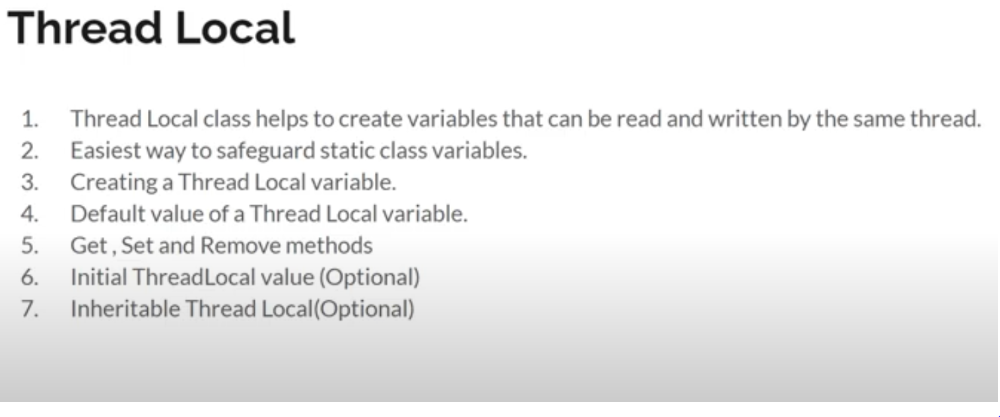 Thread Local
1. Thread Local class helps to create variables that can be read and written by the same thread.
2. Easiest way to safeguard static class variables.
3. Creating a Thread Local variable.
4. Default value of a Thread Local variable.
5. Get , Set and Remove methods
6. Initial ThreadLocal value (Optional)
7. Inheritable Thread Local(Optional)